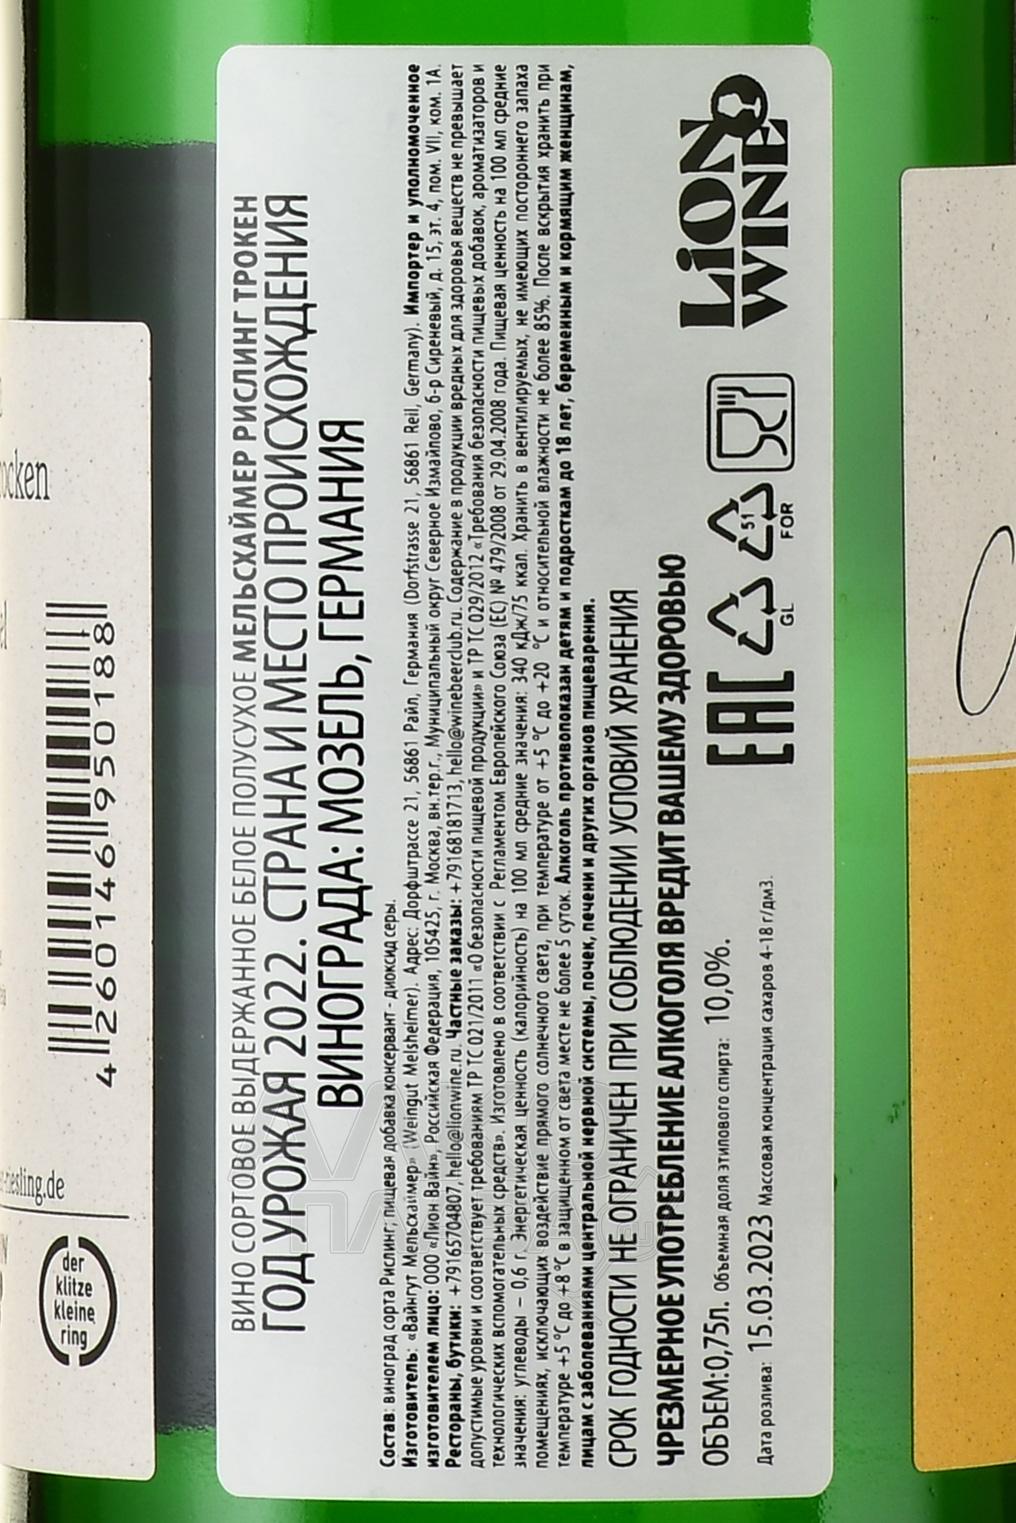 ВИНО СОРТОВОЕ ВЫДЕРЖАННОЕ БЕЛОЕ ПОЛУСУХОЕ МЕЛЬСХАЙМЕР РИСЛИНГ ТРОКЕН
ГОД УРОЖАЯ 2022. СТРАНА И МЕСТО ПРОИСХОЖДЕНИЯ
ВИНОГРАДА: МОЗЕЛЬ, ГЕРМАНИЯ
Состав: виноград сорта Рислинг; пищевая добавка консервант - диоксид серы.
Изготовитель: «Вайнгут Мельсхаймер» (Weingut Melsheimer). Адрес: Дорфштрассе 21, 56861 Райл, Германия (Dorfstrasse 21, 56861 Reil, Germany). Импортер и уполномоченное
изготовителем лицо: ООО «Лион Вайн», Российская Федерация, 105425, г. Москва, вн.тер.г., Муниципальный округ Северное Измайлово, б-р Сиреневый, д. 15, эт. 4, пом. VII, ком. 1А.
Рестораны, бутики: +79165704807, hello@lionwine.ru. Частные заказы: +79168181713, hello@winebeerclub.ru. Содержание в продукции вредных для здоровья веществ не превышает
допустимые уровни и соответствует требованиям ТР ТС 021/2011 «О безопасности пищевой продукции» и ТР ТС 029/2012 «Требования безопасности пищевых добавок, ароматизаторов и
технологических вспомогательных средств». Изготовлено в соответствии с Регламентом Европейского Союза (ЕС) № 479/2008 от 29.04.2008 года. Пищевая ценность на 100 мл средние
значения: углеводы – 0,6 г. Энергетическая ценность (калорийность) на 100 мл средние значения: 340 кДж/75 ккал. Хранить в вентилируемых, не имеющих постороннего запаха
помещениях, исключающих воздействие прямого солнечного света, при температуре от +5 °С до +20 °С и относительной влажности не более 85%. После вскрытия хранить при
температуре +5 °С до +8 °С в защищенном от света месте не более 5 суток. Алкоголь противопоказан детям и подросткам до 18 лет, беременным и кормящим женщинам,
лицам с заболеваниями центральной нервной системы, почек, печени и других органов пищеварения.
СРОК ГОДНОСТИ НЕ ОГРАНИЧЕН ПРИ СОБЛЮДЕНИИ УСЛОВИЙ ХРАНЕНИЯ
ЧРЕЗМЕРНОЕ УПОТРЕБЛЕНИЕ АЛКОГОЛЯ ВРЕДИТ ВАШЕМУ ЗДОРОВЬЮ
ОБЪЕМ:0,75л. Объемная доля этилового спирта: 10,0%.
Дата розлива: 15.03.2023 Массовая концентрация сахаров 4-18 г/дм3.
EAC
GL
51
FOR
LiON
WINE
4 260146 950188
der
klitze
kleine
ring